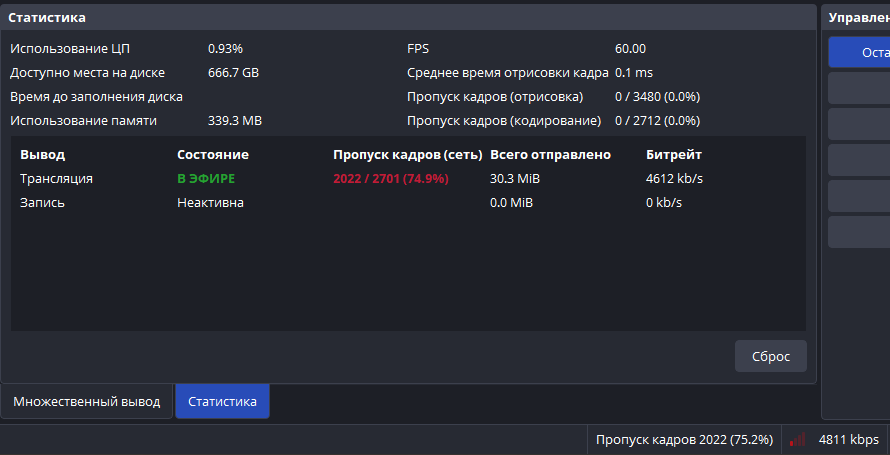 Статистика
Управлен
Использование ЦП 0.93% FPS 60.00
Оста
Доступно места на диске 666.7 GB Среднее время отрисовки кадра 0.1 ms
Время до заполнения диска Пропуск кадров (отрисовка) 0 / 3480 (0.0%)
Использование памяти 339.3 MB Пропуск кадров (кодирование) 0 / 2712 (0.0%)
Вывод Состояние Пропуск кадров (сеть) Всего отправлено Битрейт
Трансляция В ЭФИРЕ 2022 / 2701 (74.9%) 30.3 MiB 4612 kb/s
Запись Неактивна 0.0 MiB 0 kb/s
Сброс
Множественный вывод Статистика
Пропуск кадров 2022 (75.2%) 4811 kbps